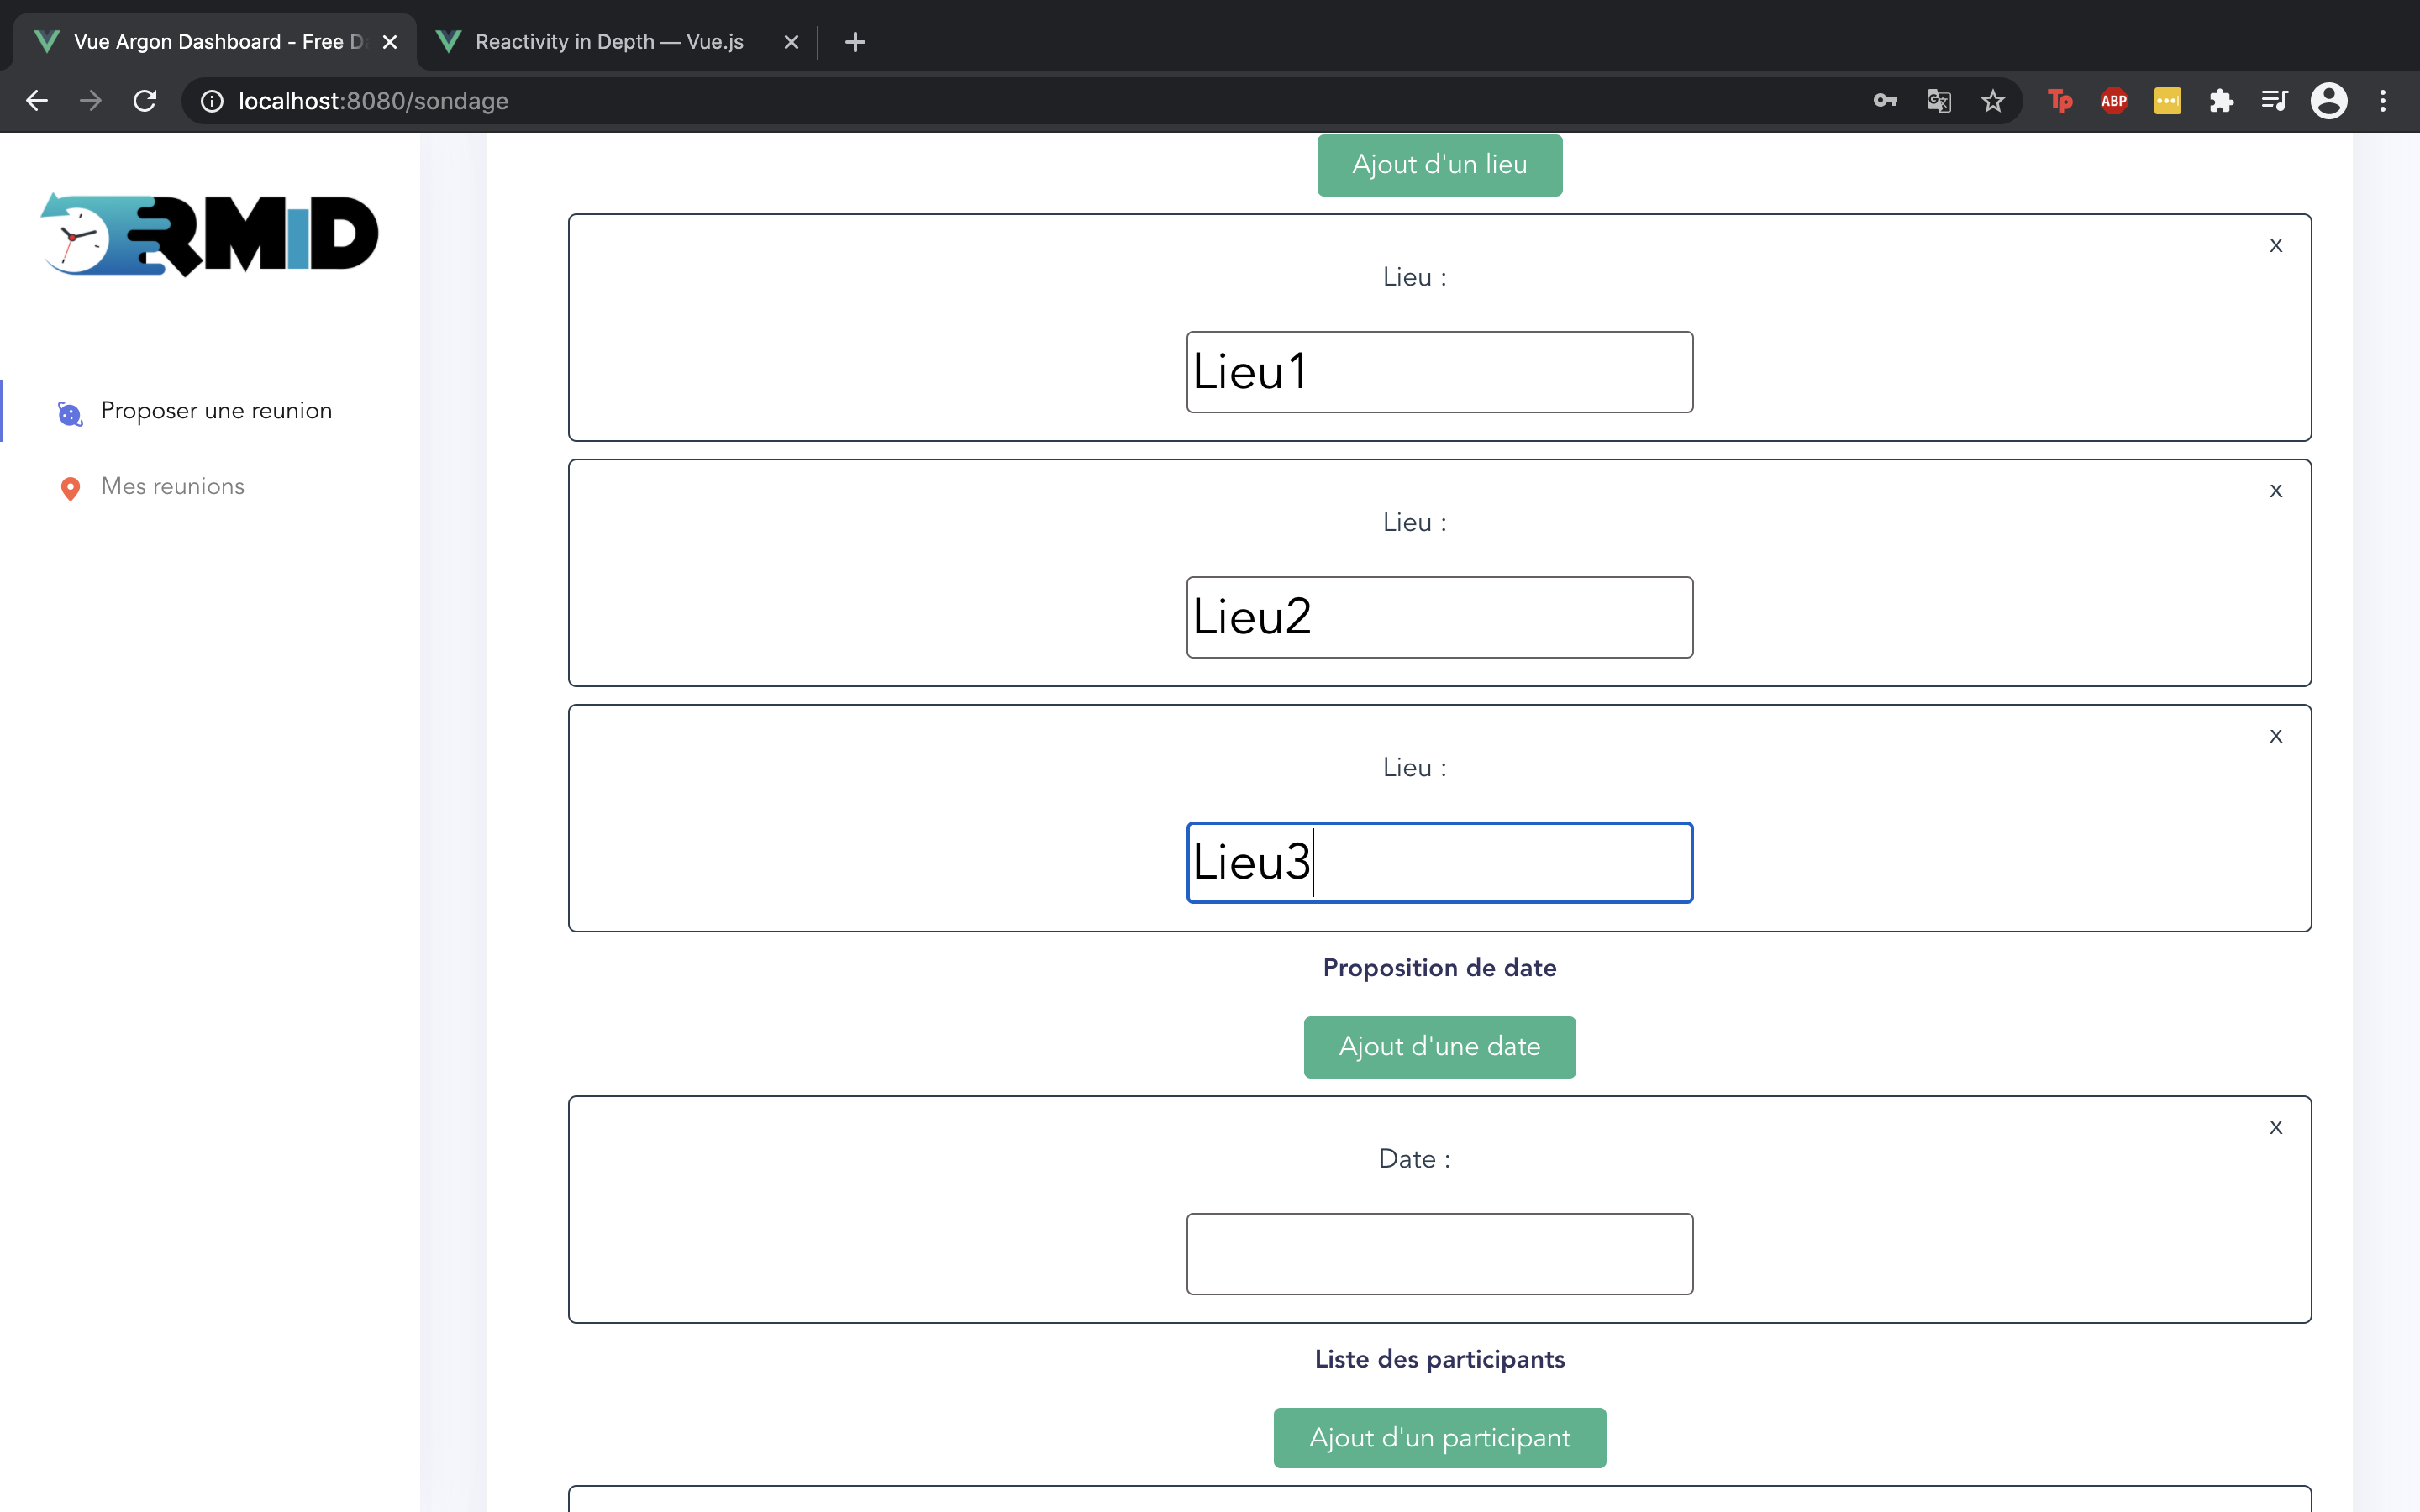 Vue Argon Dashboard - Free D
Reactivity in Depth — Vue.js
localhost:8080/sondage
Tp
ABP
RMiD
Proposer une reunion
Mes reunions
Ajout d'un lieu
x
Lieu :
Lieu1
x
Lieu :
Lieu2
x
Lieu :
Lieu3
Proposition de date
Ajout d'une date
x
Date :
Liste des participants
Ajout d'un participant